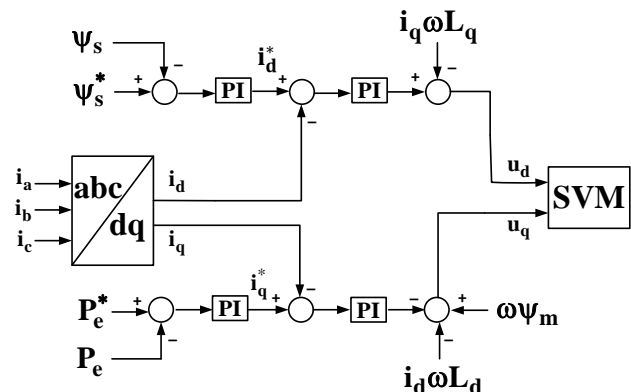 ψs
ψs*
+
−
PI
id*
+
−
PI
+
−
iqωLq
ia
ib
ic
abc
dq
id
iq
ud
uq
SVM
Pe*
Pe
+
−
PI
iq*
+
−
PI
−
+
−
ωψm
idωLd